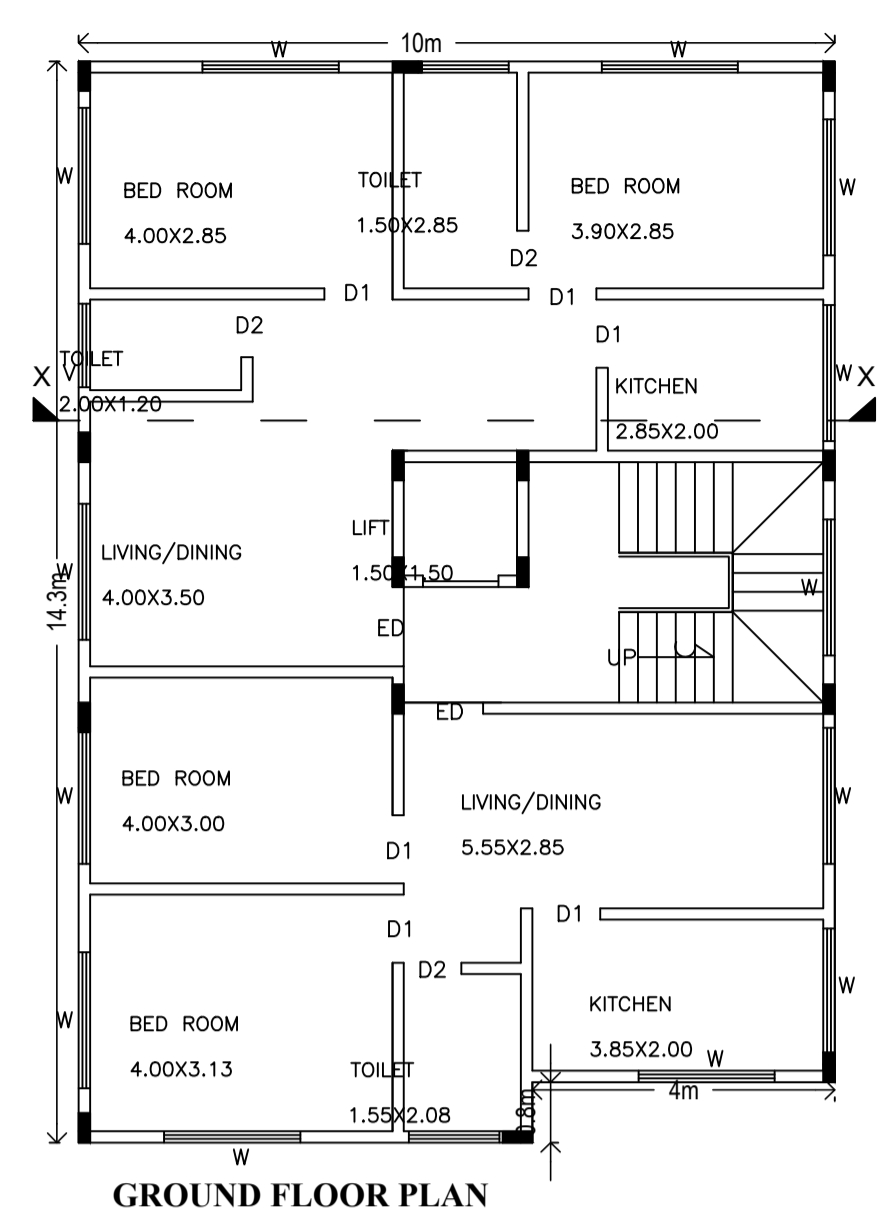 10m
W
W
W
W
BED ROOM
4.00X2.85
TOILET
1.50X2.85
BED ROOM
3.90X2.85
D2
D1
D1
D2
D1
TOILET
V
2.00X1.20
X
X
W
KITCHEN
2.85X2.00
LIFT
1.50X1.50
LIVING/DINING
4.00X3.50
W
W
14.3m
ED
UP
ED
BED ROOM
4.00X3.00
W
LIVING/DINING
5.55X2.85
W
D1
D1
D1
D2
BED ROOM
4.00X3.13
W
KITCHEN
3.85X2.00
W
W
TOILET
1.55X2.08
0.8m
4m
W
GROUND FLOOR PLAN